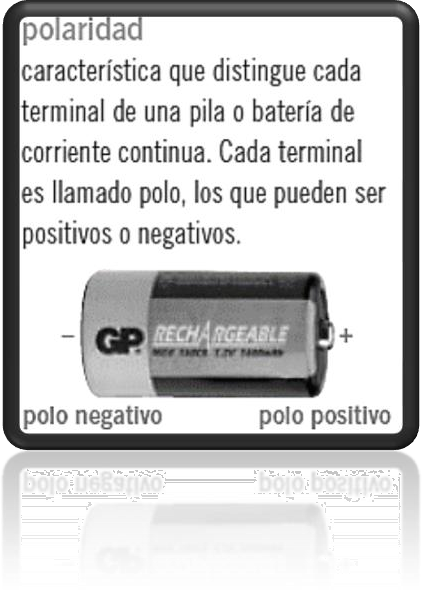 polaridad
característica que distingue cada
terminal de una pila o batería de
corriente continua. Cada terminal
es llamado polo, los que pueden ser
positivos o negativos.
– GP RECHARGEABLE +
polo negativo polo positivo